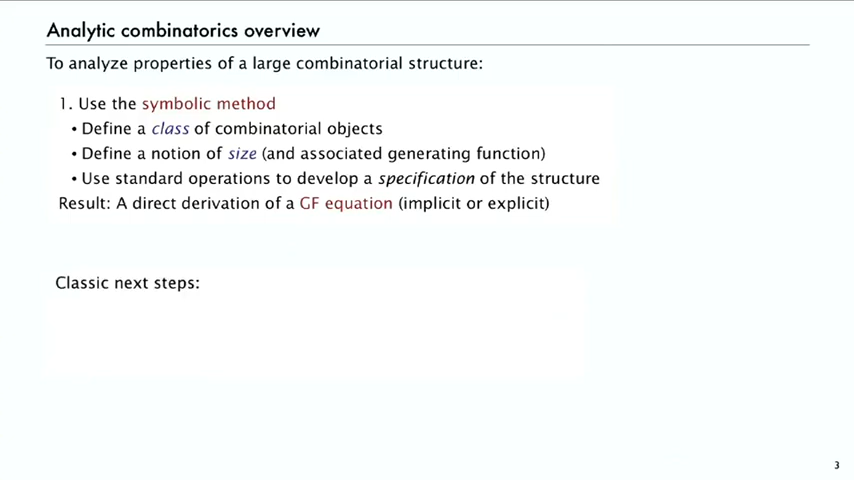 Analytic combinatorics overview
To analyze properties of a large combinatorial structure:
1. Use the symbolic method
• Define a class of combinatorial objects
• Define a notion of size (and associated generating function)
• Use standard operations to develop a specification of the structure
Result: A direct derivation of a GF equation (implicit or explicit)
Classic next steps:
3